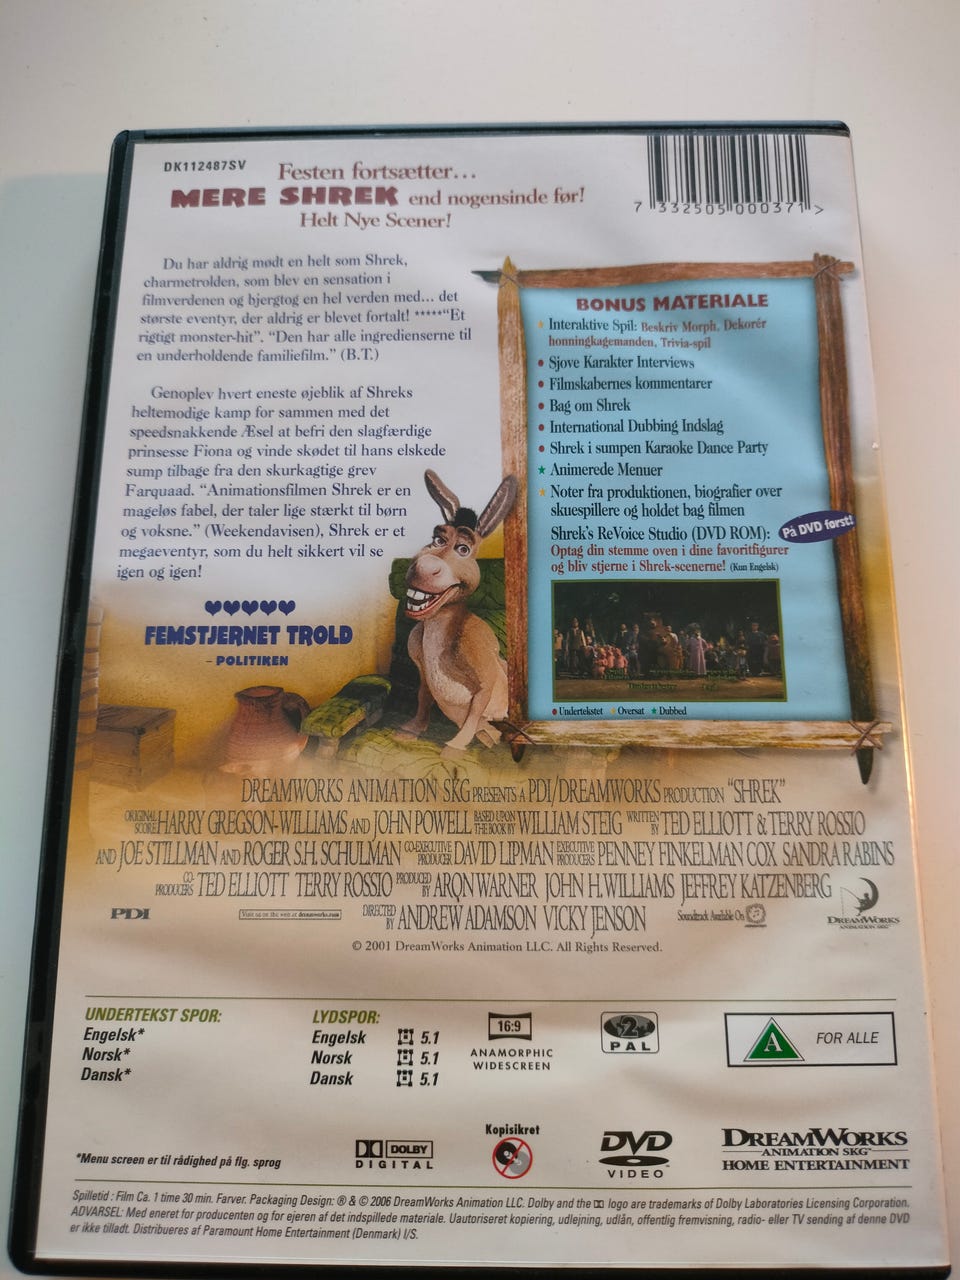 DK112487SV
Festen fortsætter...
MERE SHREK end nogensinde før!
Helt Nye Scener!
7 332505 000371 >
Du har aldrig mødt en helt som Shrek,
charmetrolden, som blev en sensation i
filmverdenen og bjergtog en hel verden med... det
største eventyr, der aldrig er blevet fortalt! *****"Et
rigtigt monster-hit". "Den har alle ingredienserne til
en underholdende familiefilm." (B.T.)
Genoplev hvert eneste øjeblik af Shreks
heltemodige kamp for sammen med det
speedsnakkende Æsel at befri den slagfærdige
prinsesse Fiona og vinde skødet til hans elskede
sump tilbage fra den skurkagtige grev
Farquaad. "Animationsfilmen Shrek er en
mageløs fabel, der taler lige stærkt til børn
og voksne." (Weekendavisen), Shrek er et
megaeventyr, som du helt sikkert vil se
igen og igen!
FEMSTJERNET TROLD
– POLITIKEN
BONUS MATERIALE
Interaktive Spil: Beskriv Morph, Dekorér
honningkagemanden, Trivia-spil
Sjove Karakter Interviews
Filmskabernes kommentarer
Bag om Shrek
International Dubbing Indslag
Shrek i sumpen Karaoke Dance Party
Animerede Menuer
Noter fra produktionen, biografier over
skuespillere og holdet bag filmen
Shrek's ReVoice Studio (DVD ROM):
På DVD først!
Optag din stemme oven i dine favoritfigurer
og bliv stjerne i Shrek-scenerne! (Kun Engelsk)
Undertekstet Oversat Dubbed
DREAMWORKS ANIMATION SKG PRESENTS A PDI/DREAMWORKS PRODUCTION "SHREK"
ORIGINAL SCORE HARRY GREGSON-WILLIAMS AND JOHN POWELL BASED UPON THE BOOK BY WILLIAM STEIG WRITTEN BY TED ELLIOTT & TERRY ROSSIO
AND JOE STILLMAN AND ROGER S.H. SCHULMAN CO-EXECUTIVE PRODUCER DAVID LIPMAN EXECUTIVE PRODUCERS PENNEY FINKELMAN COX SANDRA RABINS
CO-PRODUCERS TED ELLIOTT TERRY ROSSIO PRODUCED BY ARON WARNER JOHN H. WILLIAMS JEFFREY KATZENBERG
PDI Visit us on the web at dreamworks.com DIRECTED BY ANDREW ADAMSON VICKY JENSON Soundtrack Available On DREAMWORKS
ANIMATION SKG
© 2001 DreamWorks Animation LLC. All Rights Reserved.
UNDERTEKST SPOR:
Engelsk*
Norsk*
Dansk*
LYDSPOR:
Engelsk 5.1
Norsk 5.1
Dansk 5.1
16:9
ANAMORPHIC
WIDESCREEN
2
PAL
A FOR ALLE
*Menu screen er til rådighed på flg. sprog
DOLBY
DIGITAL
Kopisikret
DVD
VIDEO
DREAMWORKS
ANIMATION SKG
HOME ENTERTAINMENT
Spilletid : Film Ca. 1 time 30 min. Farver. Packaging Design: ® & © 2006 DreamWorks Animation LLC. Dolby and the logo are trademarks of Dolby Laboratories Licensing Corporation.
ADVARSEL: Med eneret for producenten og for ejeren af det indspillede materiale. Uautoriseret kopiering, udlejning, udlån, offentlig fremvisning, radio- eller TV sending af denne DVD
er ikke tilladt. Distribueres af Paramount Home Entertainment (Denmark) I/S.